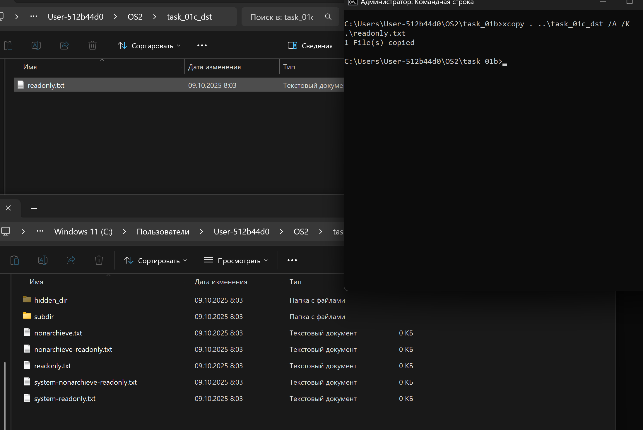 User-512b44d0 > OS2 > task_01c_dst
Поиск в: task_01c
Сортировать
Сведения
Имя
Дата изменения
Тип
readonly.txt 09.10.2025 8:03 Текстовый докуме
Администратор: Командная строка
C:\Users\User-512b44d0\OS2\task_01b>xcopy . ..\task_01c_dst /A /K
.\readonly.txt
1 File(s) copied
C:\Users\User-512b44d0\OS2\task_01b>
Windows 11 (C:) > Пользователи > User-512b44d0 > OS2 > tas
Сортировать
Просмотреть
Имя
Дата изменения
Тип
hidden_dir 09.10.2025 8:03 Папка с файлами
subdir 09.10.2025 8:03 Папка с файлами
nonarchieve.txt 09.10.2025 8:03 Текстовый документ 0 КБ
nonarchieve-readonly.txt 09.10.2025 8:03 Текстовый документ 0 КБ
readonly.txt 09.10.2025 8:03 Текстовый документ 0 КБ
system-nonarchieve-readonly.txt 09.10.2025 8:03 Текстовый документ 0 КБ
system-readonly.txt 09.10.2025 8:03 Текстовый документ 0 КБ